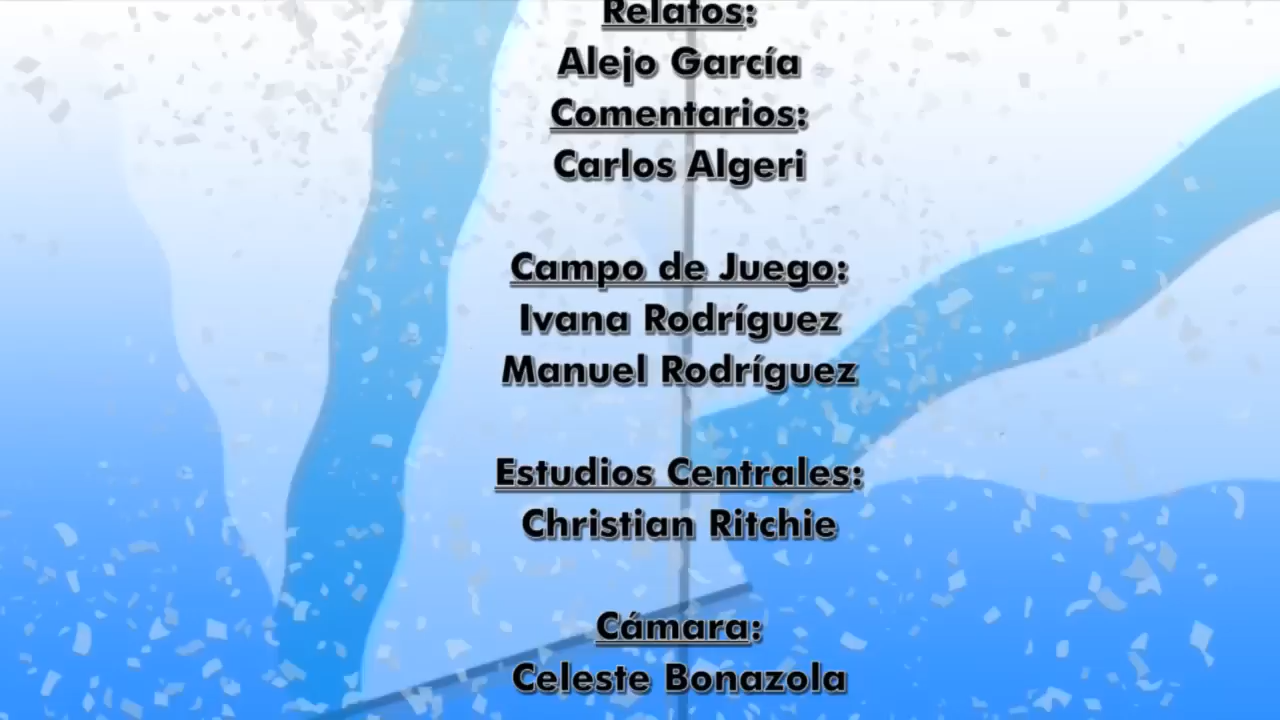 Relatos:
Alejo García
Comentarios:
Carlos Algeri
Campo de Juego:
Ivana Rodríguez
Manuel Rodríguez
Estudios Centrales:
Christian Ritchie
Cámara:
Celeste Bonazola